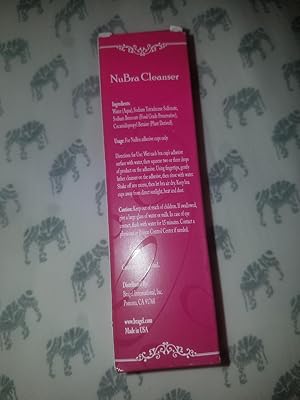 NuBra Cleanser
Ingredients:
Water (Aqua), Sodium Tetradecene Sulfonate,
Sodium Benzoate (Food Grade Preservative),
Cocamidopropyl Betaine (Plant Derived)
Usage: For NuBra adhesive cups only
Directions for Use: Wet each bra cup's adhesive
surface with water, then squeeze two or three drops
of product on the adhesive. Using fingertips, gently
lather cleanser on the adhesive, then rinse with water.
Shake off any excess, then let bra air dry. Keep bra
cups away from direct sunlight, heat and dust.
Caution: Keep out of reach of children. If swallowed,
give a large glass of water or milk. In case of eye
contact, flush with water for 15 minutes. Contact a
physician or Poison Control Center if needed.
Distributed By:
Bragel International, Inc.
Pomona, CA 91768
www.bragel.com
Made in USA